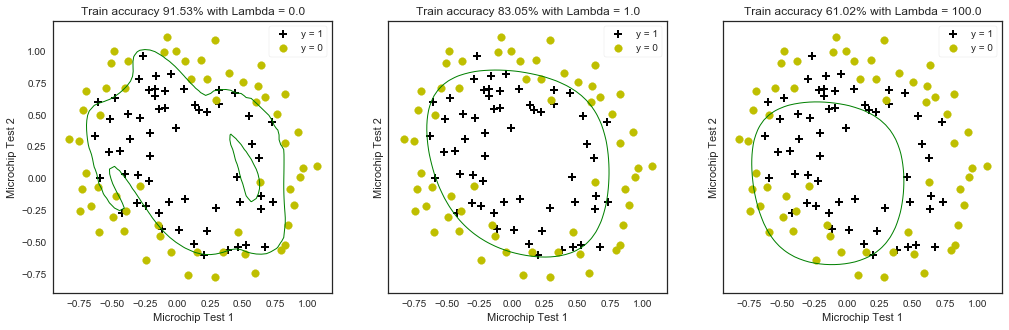 Train accuracy 91.53% with Lambda = 0.0
y = 1
y = 0
1.00
0.75
0.50
0.25
0.00
−0.25
−0.50
−0.75
Microchip Test 2
−0.75 −0.50 −0.25 0.00 0.25 0.50 0.75 1.00
Microchip Test 1
Train accuracy 83.05% with Lambda = 1.0
y = 1
y = 0
Microchip Test 2
−0.75 −0.50 −0.25 0.00 0.25 0.50 0.75 1.00
Microchip Test 1
Train accuracy 61.02% with Lambda = 100.0
y = 1
y = 0
Microchip Test 2
−0.75 −0.50 −0.25 0.00 0.25 0.50 0.75 1.00
Microchip Test 1